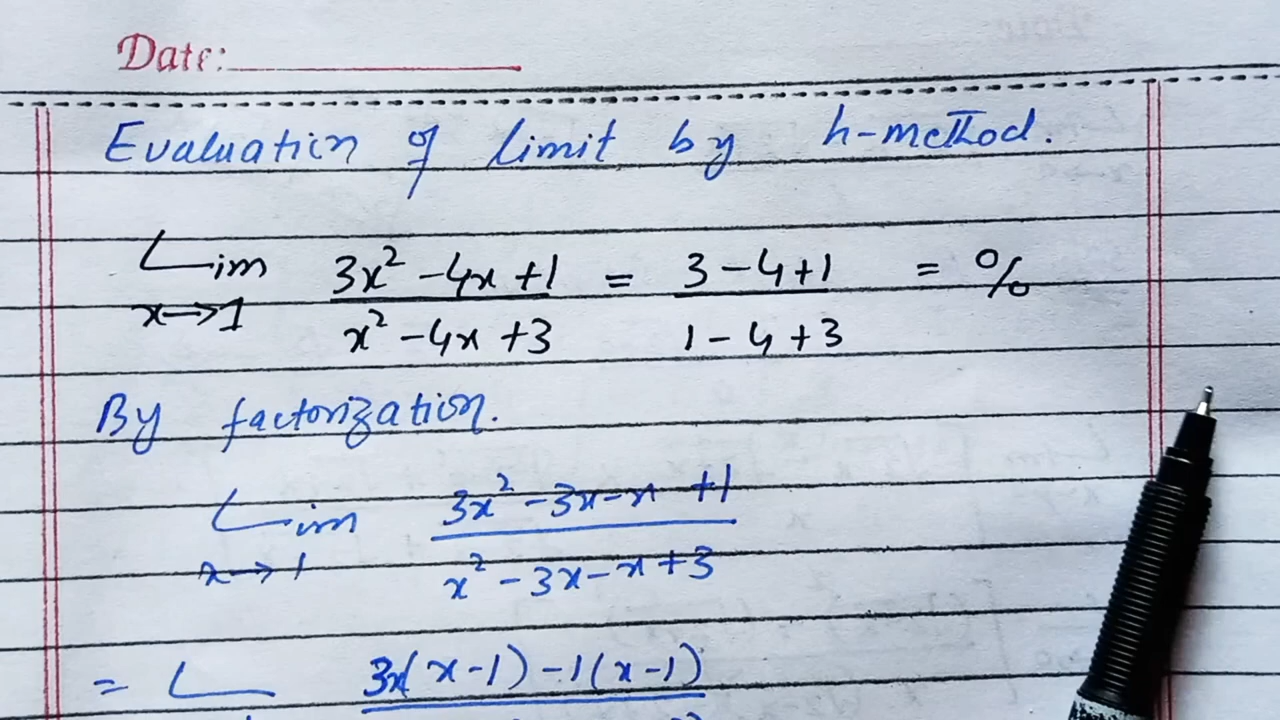 Date:
Evaluation of limit by h-method.
Lim x→1 (3x² - 4x + 1)/(x² - 4x + 3) = (3 - 4 + 1)/(1 - 4 + 3) = 0/0
By factorization.
Lim x→1 (3x² - 3x - x + 1)/(x² - 3x - x + 3)
= L 3x(x-1) - 1(x-1)